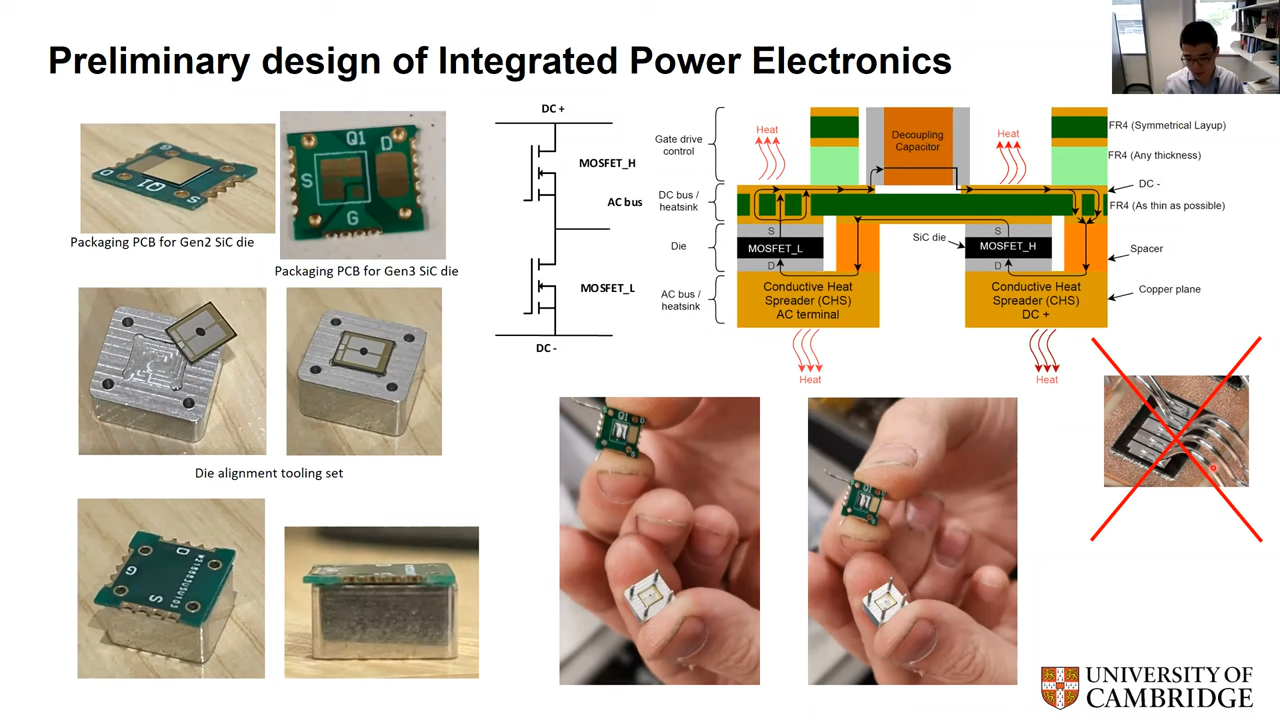 Preliminary design of Integrated Power Electronics
Q1
D
S
Q1
D
S
G
Packaging PCB for Gen2 SiC die
Packaging PCB for Gen3 SiC die
Die alignment tooling set
D
G
S
DC +
MOSFET_H
AC bus
MOSFET_L
DC -
Gate drive
control
DC bus /
heatsink
Die
AC bus /
heatsink
Heat
Decoupling
Capacitor
Heat
FR4 (Symmetrical Layup)
FR4 (Any thickness)
DC -
FR4 (As thin as possible)
S
MOSFET_L
D
SiC die
S
MOSFET_H
D
Spacer
Copper plane
Conductive Heat
Spreader (CHS)
AC terminal
Conductive Heat
Spreader (CHS)
DC +
Heat
Heat
Q1
Q1
UNIVERSITY OF
CAMBRIDGE